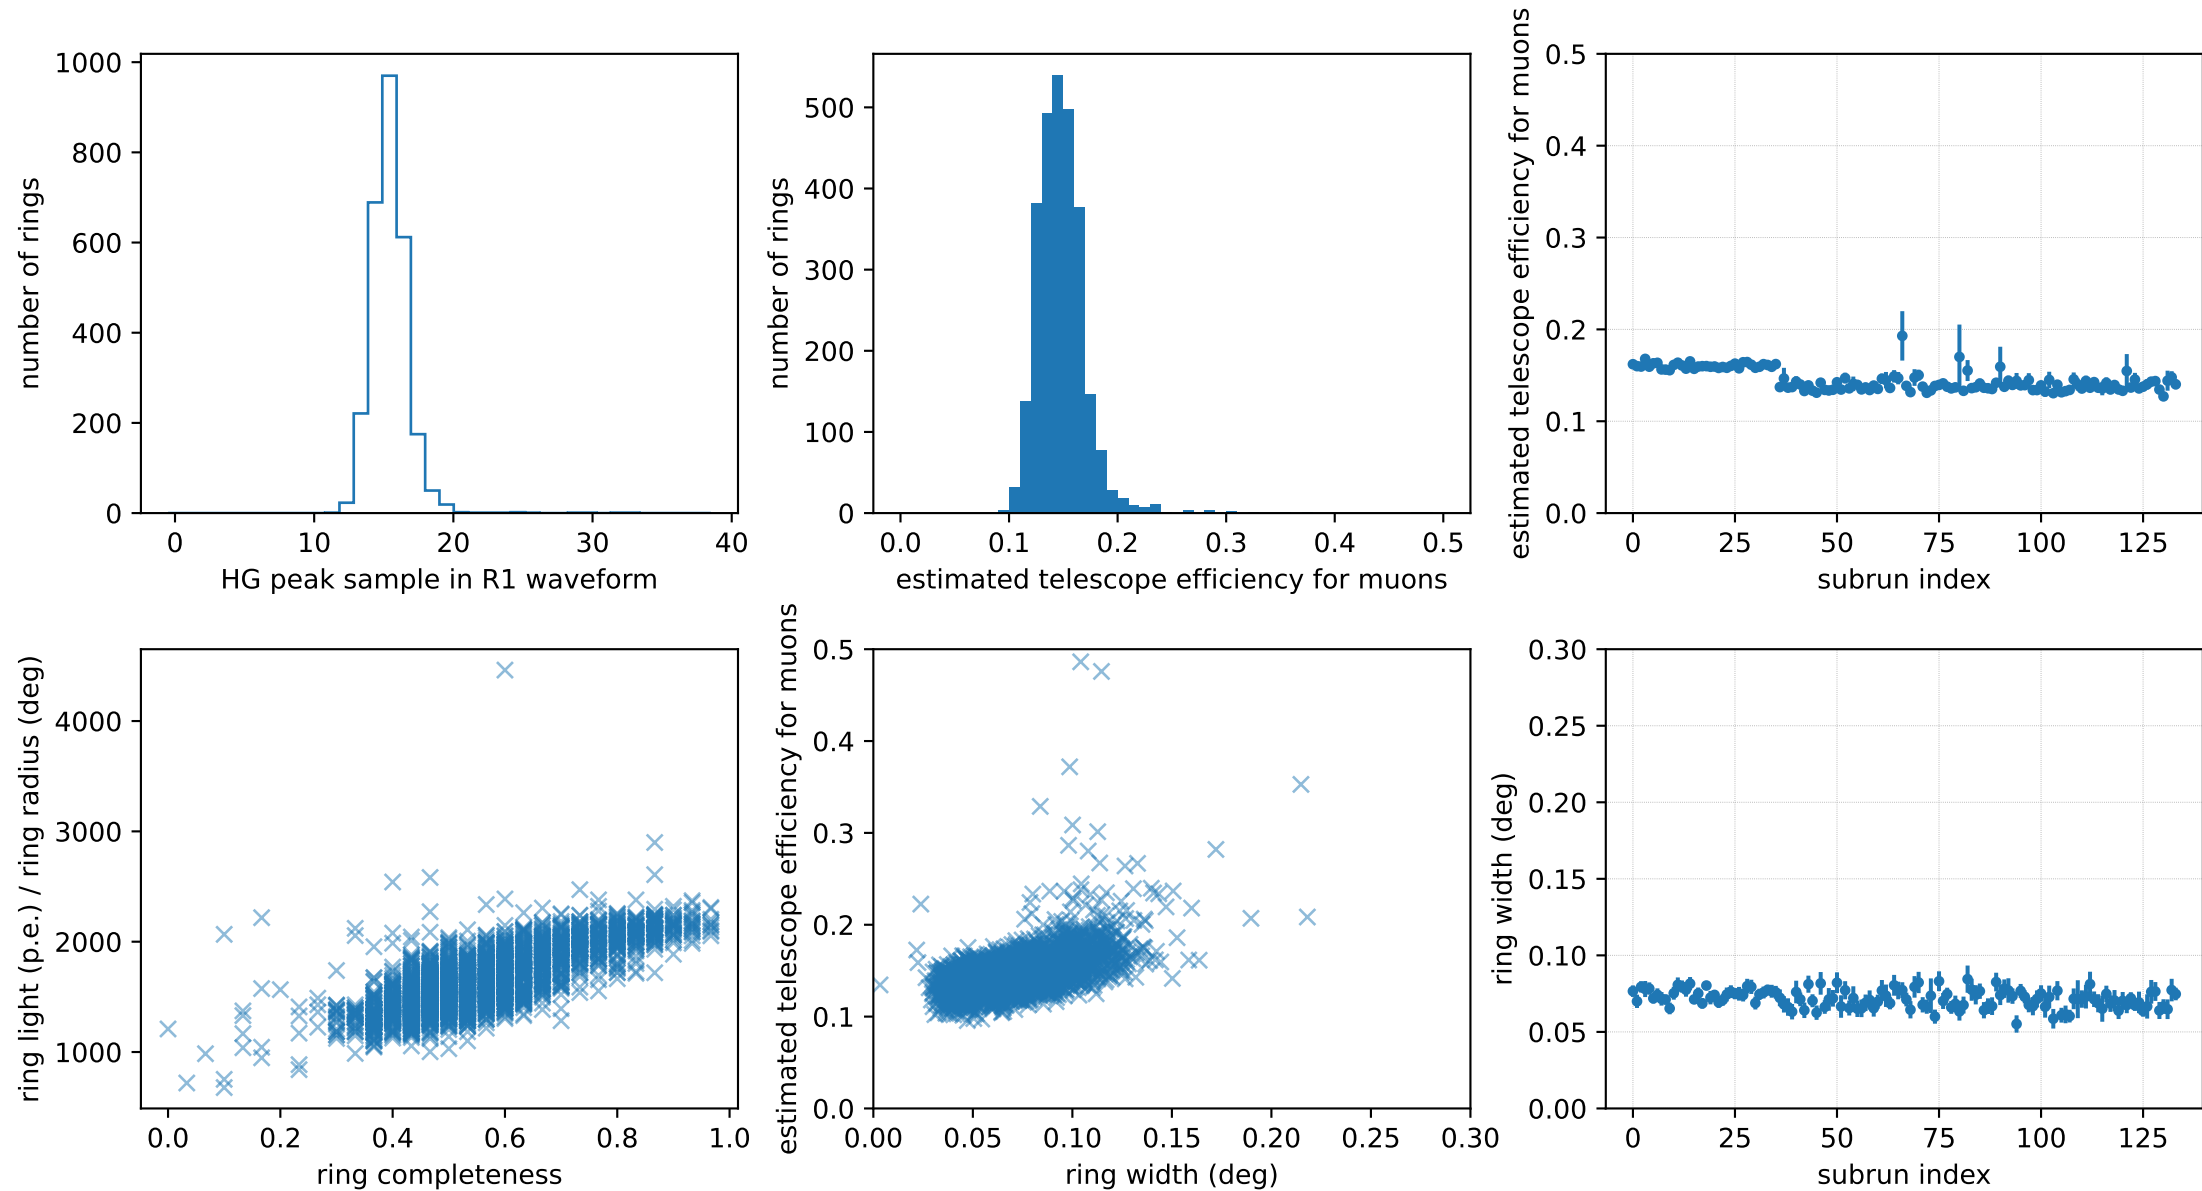 number of rings
1000
800
600
400
200
0
0 10 20 30 40
HG peak sample in R1 waveform
number of rings
500
400
300
200
100
0
0.0 0.1 0.2 0.3 0.4 0.5
estimated telescope efficiency for muons
estimated telescope efficiency for muons
0.5
0.4
0.3
0.2
0.1
0.0
0 25 50 75 100 125
subrun index
ring light (p.e.) / ring radius (deg)
4000
3000
2000
1000
0.0 0.2 0.4 0.6 0.8 1.0
ring completeness
estimated telescope efficiency for muons
0.5
0.4
0.3
0.2
0.1
0.0
0.00 0.05 0.10 0.15 0.20 0.25 0.30
ring width (deg)
ring width (deg)
0.30
0.25
0.20
0.15
0.10
0.05
0.00
0 25 50 75 100 125
subrun index